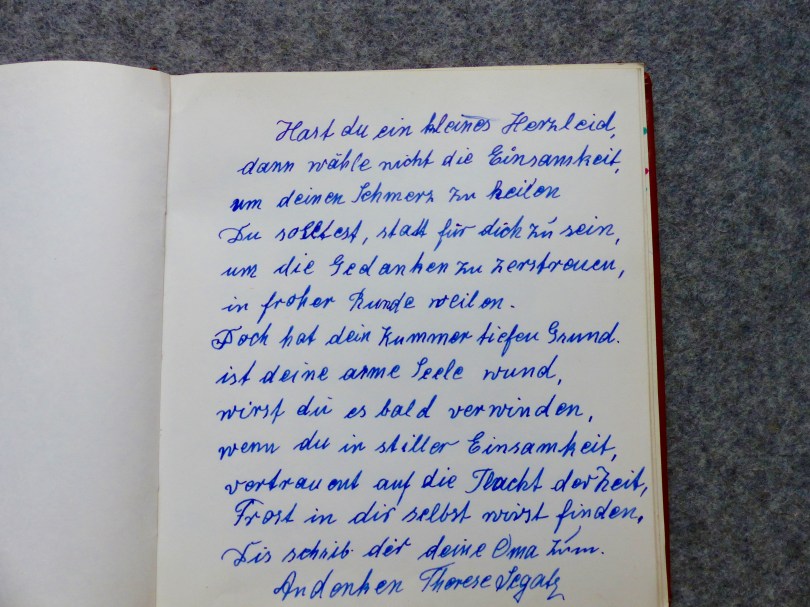 Hast du ein kleines Herzleid,
dann wähle nicht die Einsamkeit,
um deinen Schmerz zu heilen
Du solltest, statt für dich zu sein,
um die Gedanken zu zerstreuen,
in froher Runde weilen.
Doch hat dein Kummer tiefen Grund.
ist deine arme Seele wund,
wirst du es bald verwinden,
wenn du in stiller Einsamkeit,
vertrauent auf die Macht der Zeit,
Trost in dir selbst wirst finden,
Dis schrib dir deine Oma zum.
Andenken Therese Segatz